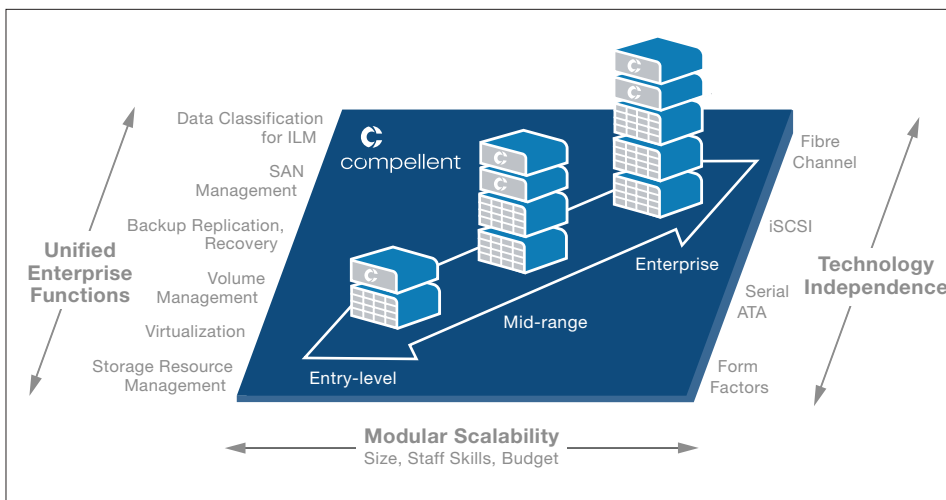 Data Classification
for ILM
SAN
Management
Backup Replication,
Recovery
Volume
Management
Virtualization
Storage Resource
Management
Unified
Enterprise
Functions
compellent
Entry-level
Mid-range
Enterprise
Fibre
Channel
iSCSI
Serial
ATA
Form
Factors
Technology
Independence
Modular Scalability
Size, Staff Skills, Budget